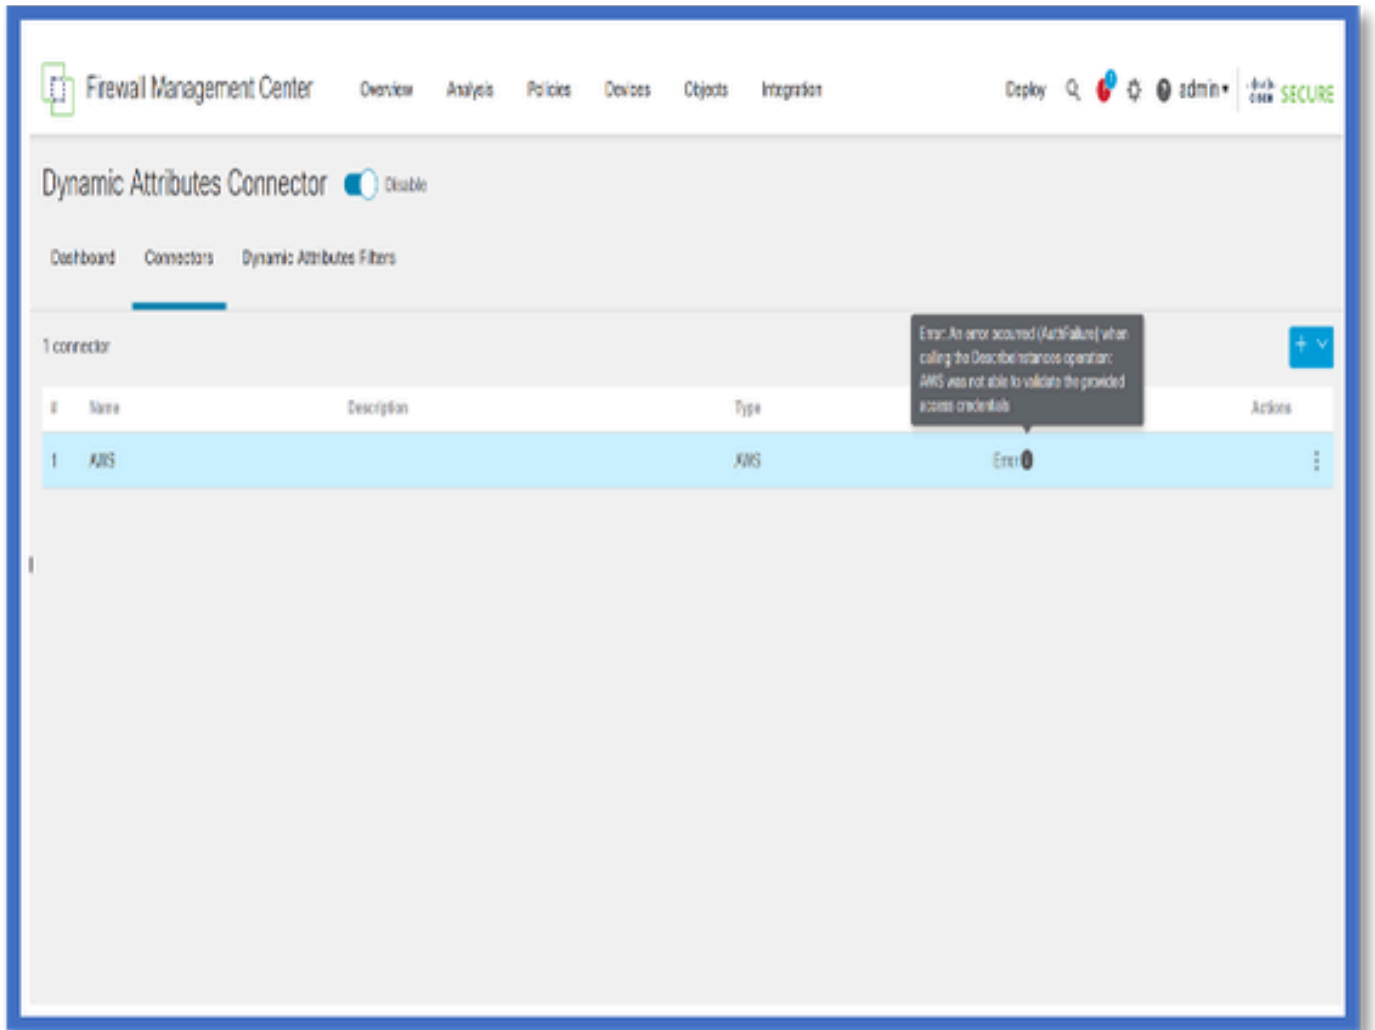 Firewall Management Center Overview Analysis Policies Devices Objects Integration Deploy 1 admin cisco SECURE
Dynamic Attributes Connector Disable
Dashboard Connectors Dynamic Attributes Filters
1 connector
Error: An error occurred (AuthFailure) when
calling the DescribeInstances operation:
AWS was not able to validate the provided
access credentials
# Name Description Type Actions
1 AWS AWS Error